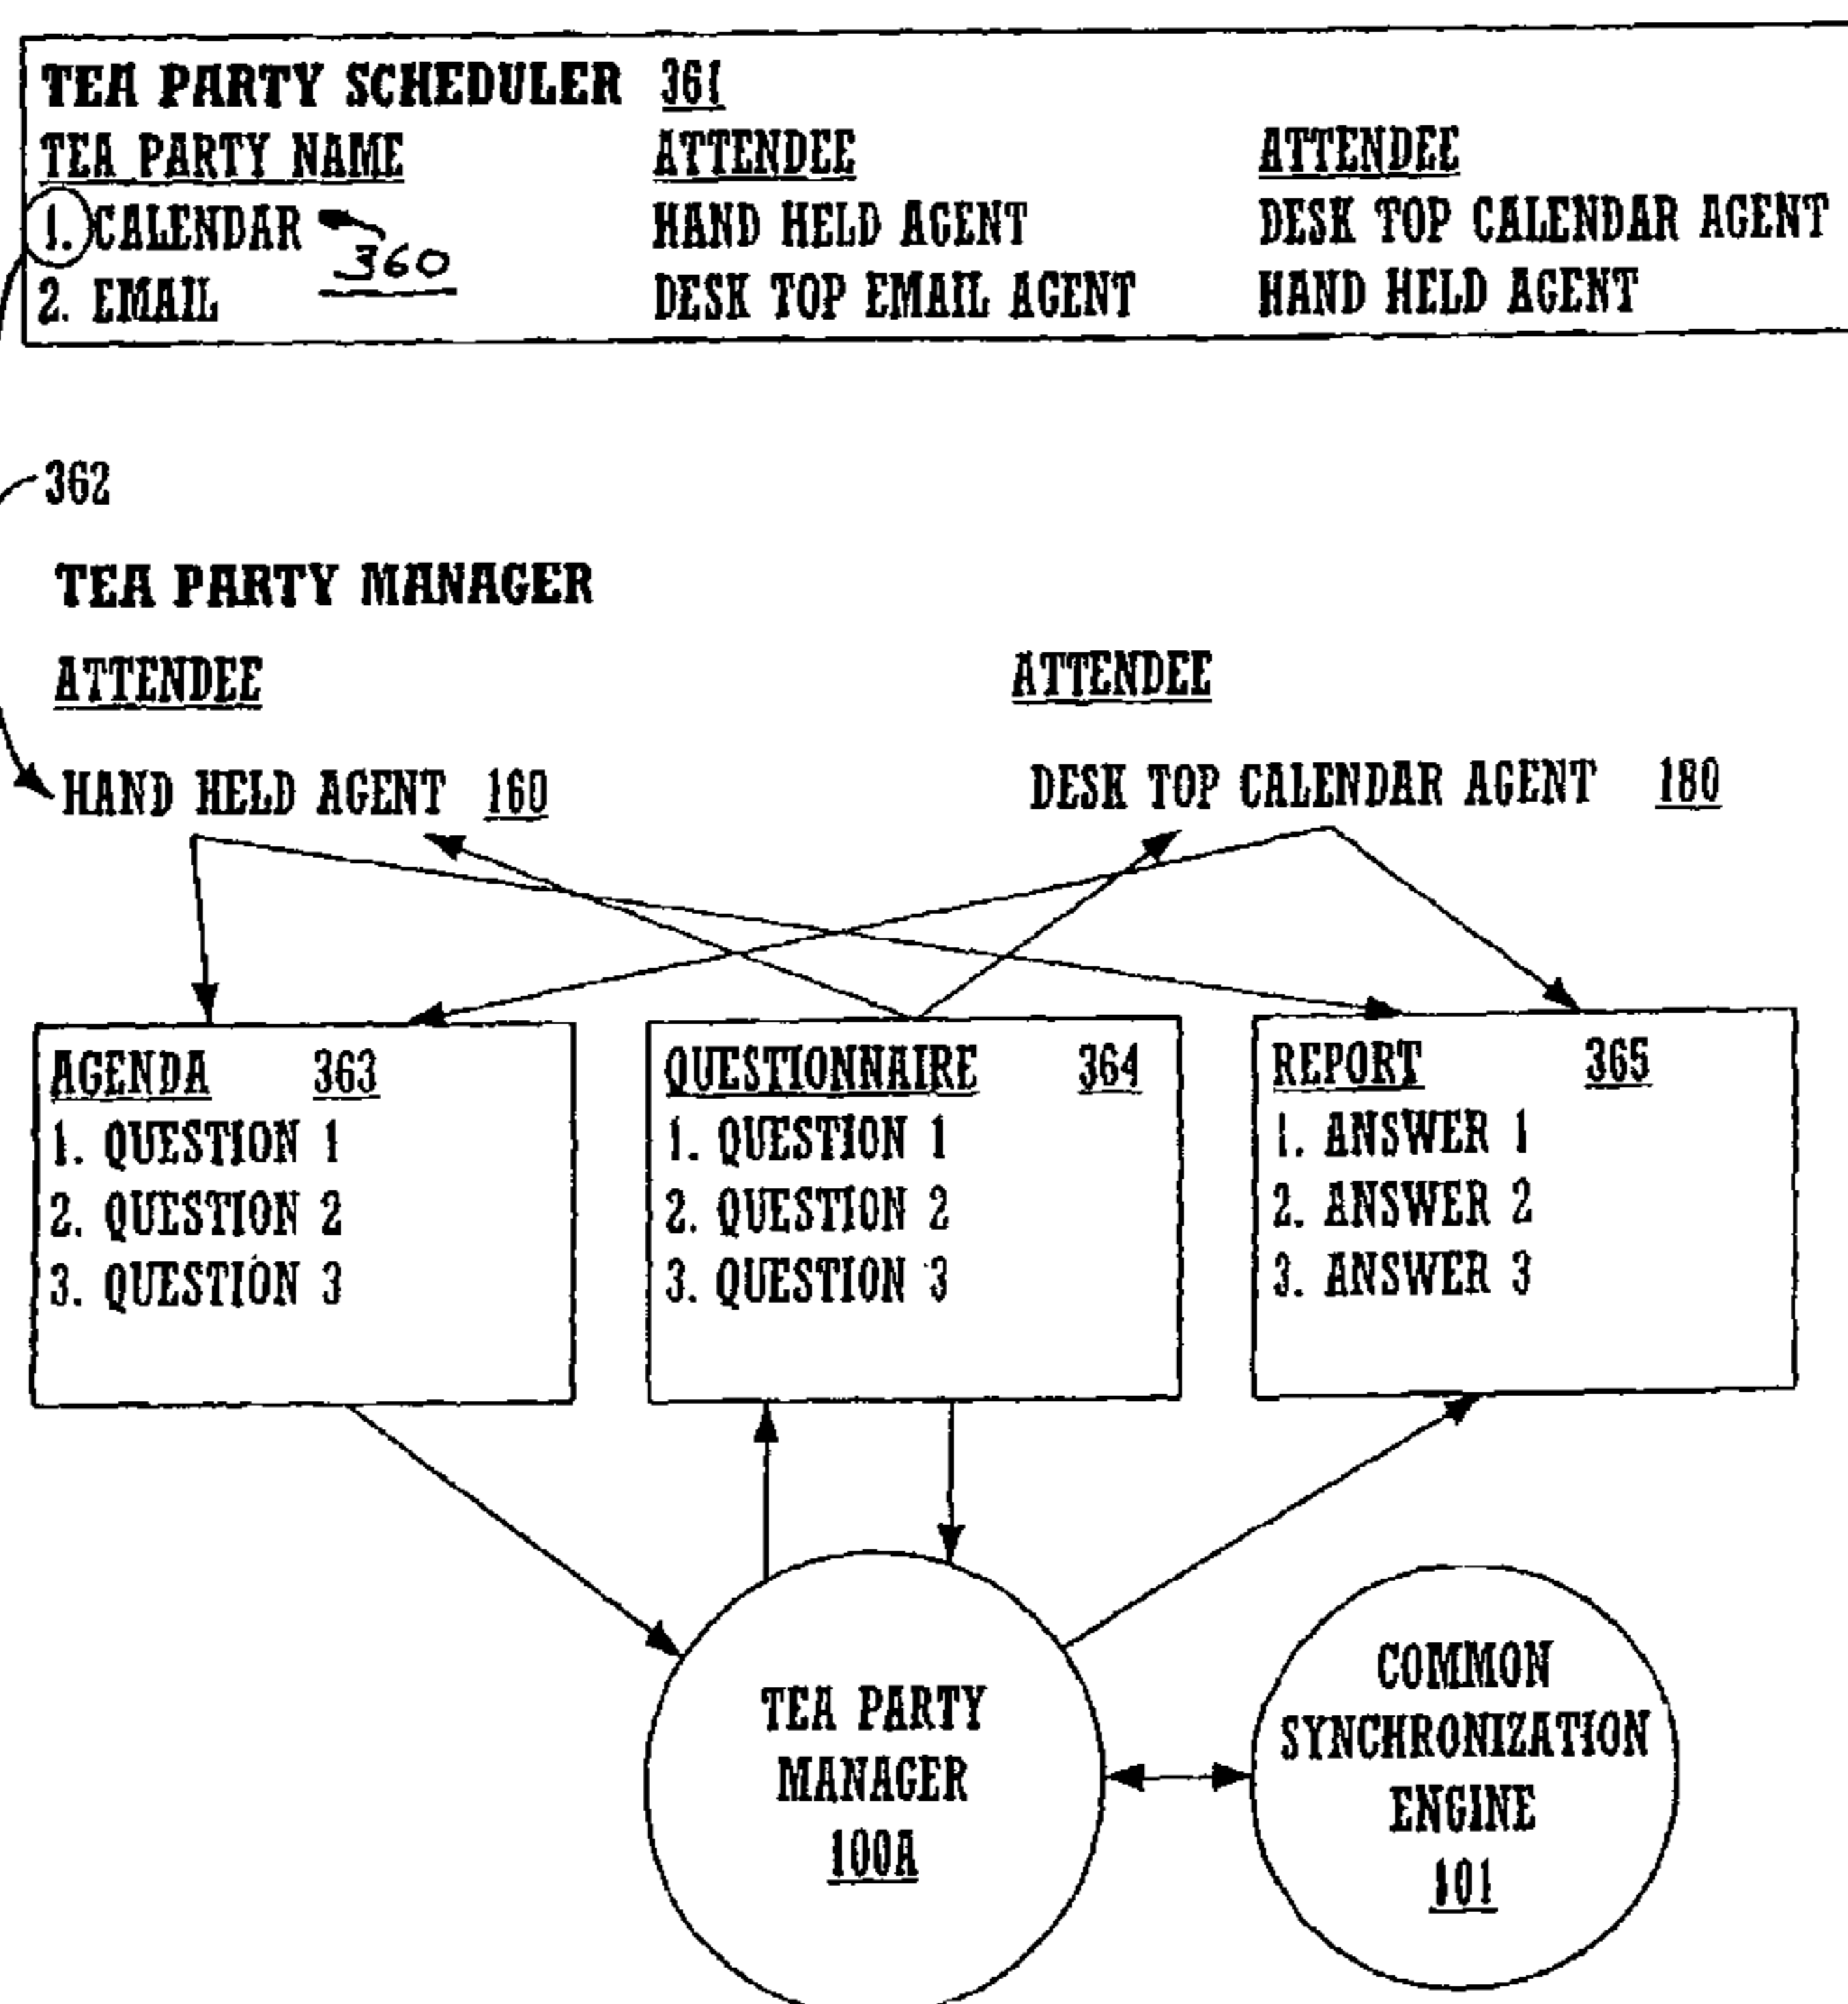 TEA PARTY SCHEDULER 361
TEA PARTY NAME ATTENDEE ATTENDEE
1. CALENDAR 360 HAND HELD AGENT DESK TOP CALENDAR AGENT
2. EMAIL DESK TOP EMAIL AGENT HAND HELD AGENT
362
TEA PARTY MANAGER
ATTENDEE ATTENDEE
HAND HELD AGENT 160 DESK TOP CALENDAR AGENT 180
AGENDA 363
1. QUESTION 1
2. QUESTION 2
3. QUESTION 3
QUESTIONNAIRE 364
1. QUESTION 1
2. QUESTION 2
3. QUESTION 3
REPORT 365
1. ANSWER 1
2. ANSWER 2
3. ANSWER 3
TEA PARTY
MANAGER
100A
COMMON
SYNCHRONIZATION
ENGINE
101